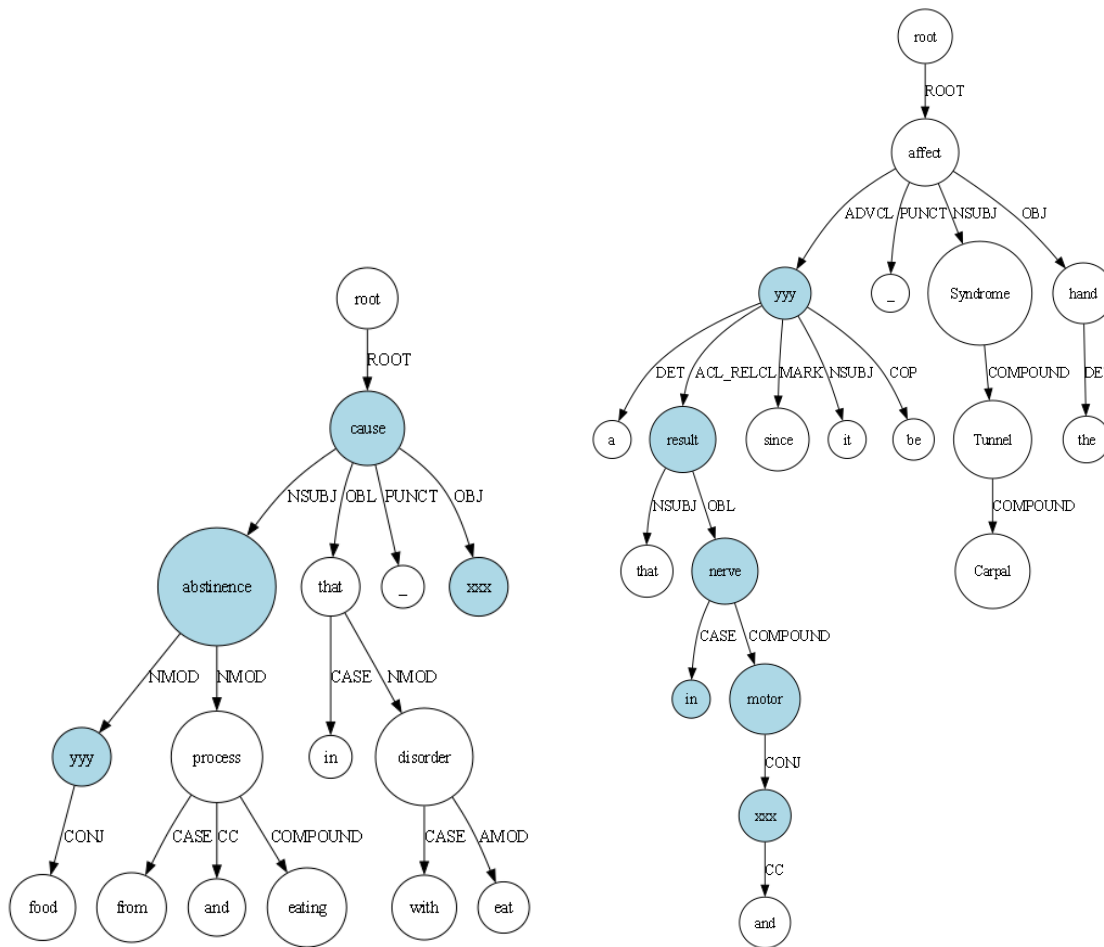 root
ROOT
affect
ADVCL PUNCT NSUBJ OBJ
yyy _ Syndrome hand
DET ACL_RELCL MARK NSUBJ COP COMPOUND DE
a result since it be Tunnel the
NSUBJ OBL COMPOUND
that nerve Carpal
CASE COMPOUND
in motor
CONJ
xxx
CC
and
root
ROOT
cause
NSUBJ OBL PUNCT OBJ
abstinence that _ xxx
NMOD NMOD CASE NMOD
yyy process in disorder
CONJ CASE CC COMPOUND CASE AMOD
food from and eating with eat